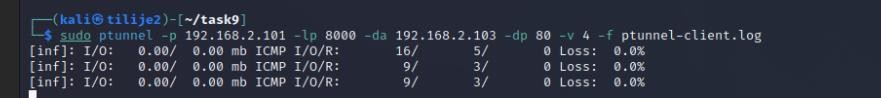 ┌──(kali㉿tilije2)-[~/task9]
└─$ sudo ptunnel -p 192.168.2.101 -lp 8000 -da 192.168.2.103 -dp 80 -v 4 -f ptunnel-client.log
[inf]: I/O:   0.00/  0.00 mb ICMP I/O/R:       16/       5/       0 Loss:  0.0%
[inf]: I/O:   0.00/  0.00 mb ICMP I/O/R:        9/       3/       0 Loss:  0.0%
[inf]: I/O:   0.00/  0.00 mb ICMP I/O/R:        9/       3/       0 Loss:  0.0%